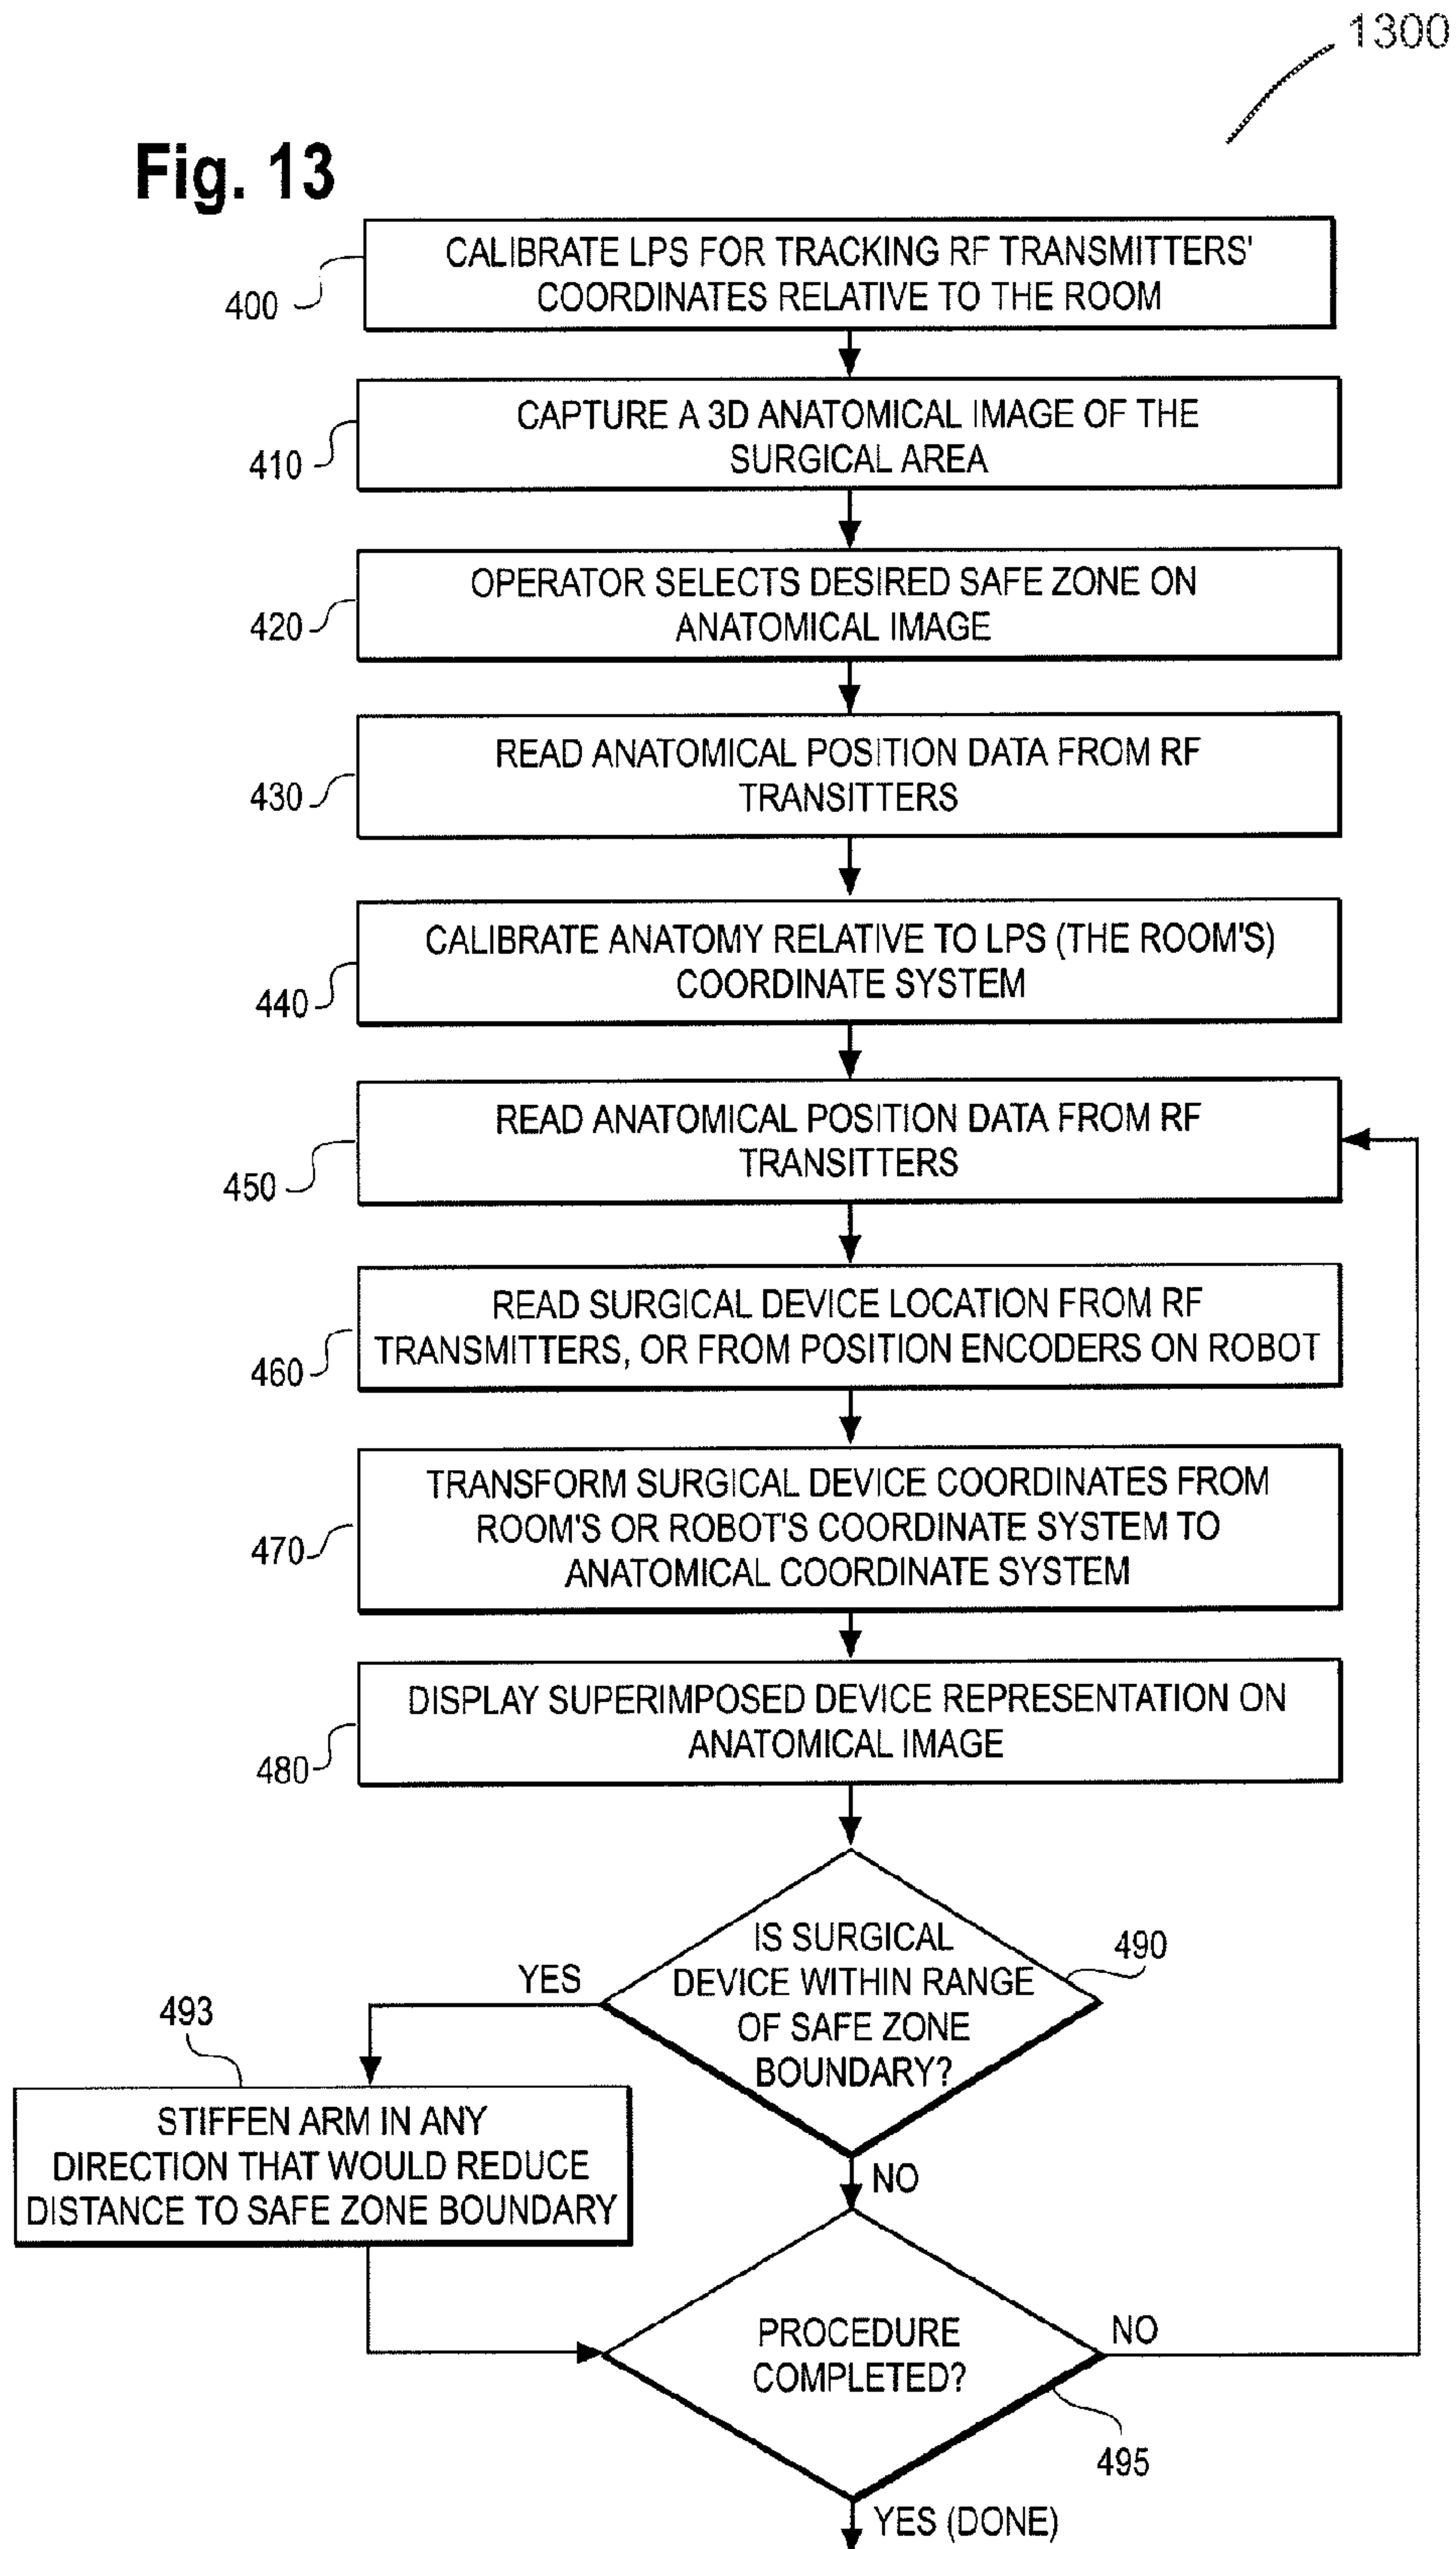 1300
Fig. 13
CALIBRATE LPS FOR TRACKING RF TRANSMITTERS'
COORDINATES RELATIVE TO THE ROOM
400
CAPTURE A 3D ANATOMICAL IMAGE OF THE
SURGICAL AREA
410
OPERATOR SELECTS DESIRED SAFE ZONE ON
ANATOMICAL IMAGE
420
READ ANATOMICAL POSITION DATA FROM RF
TRANSITTERS
430
CALIBRATE ANATOMY RELATIVE TO LPS (THE ROOM'S)
COORDINATE SYSTEM
440
READ ANATOMICAL POSITION DATA FROM RF
TRANSITTERS
450
READ SURGICAL DEVICE LOCATION FROM RF
TRANSMITTERS, OR FROM POSITION ENCODERS ON ROBOT
460
TRANSFORM SURGICAL DEVICE COORDINATES FROM
ROOM'S OR ROBOT'S COORDINATE SYSTEM TO
ANATOMICAL COORDINATE SYSTEM
470
DISPLAY SUPERIMPOSED DEVICE REPRESENTATION ON
ANATOMICAL IMAGE
480
IS SURGICAL
DEVICE WITHIN RANGE
OF SAFE ZONE
BOUNDARY?
490
YES
493
STIFFEN ARM IN ANY
DIRECTION THAT WOULD REDUCE
DISTANCE TO SAFE ZONE BOUNDARY
NO
PROCEDURE
COMPLETED?
NO
495
YES (DONE)